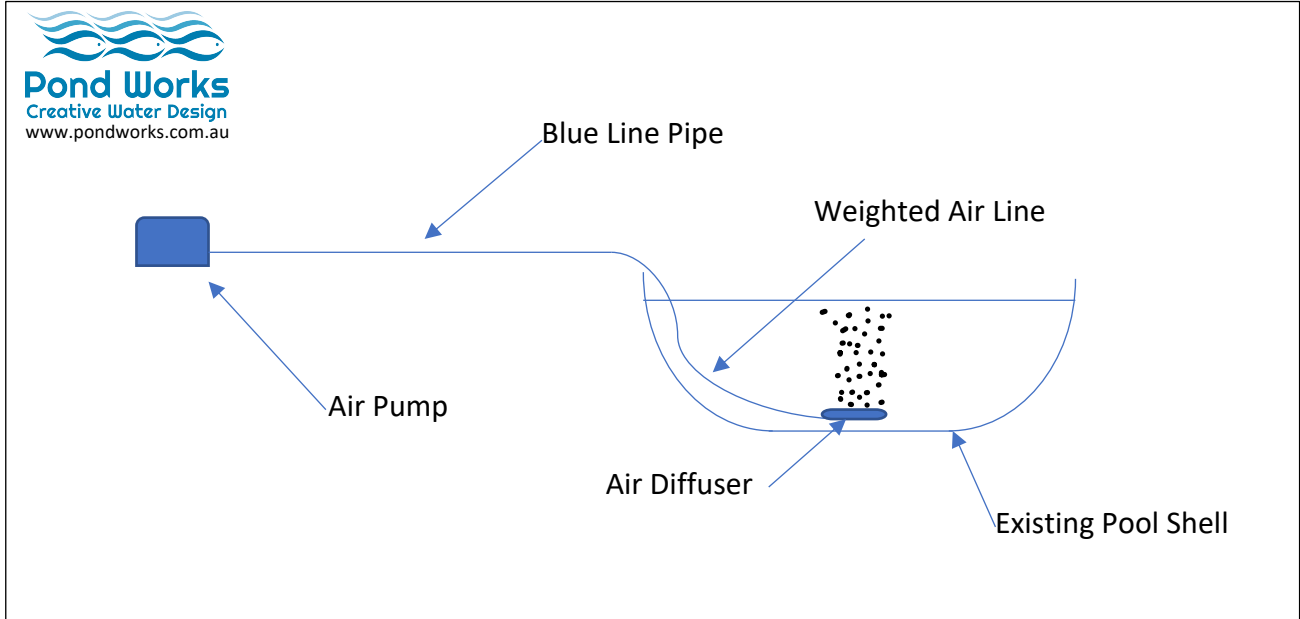 Pond Works
Creative Water Design
www.pondworks.com.au
Blue Line Pipe
Weighted Air Line
Air Pump
Air Diffuser
Existing Pool Shell